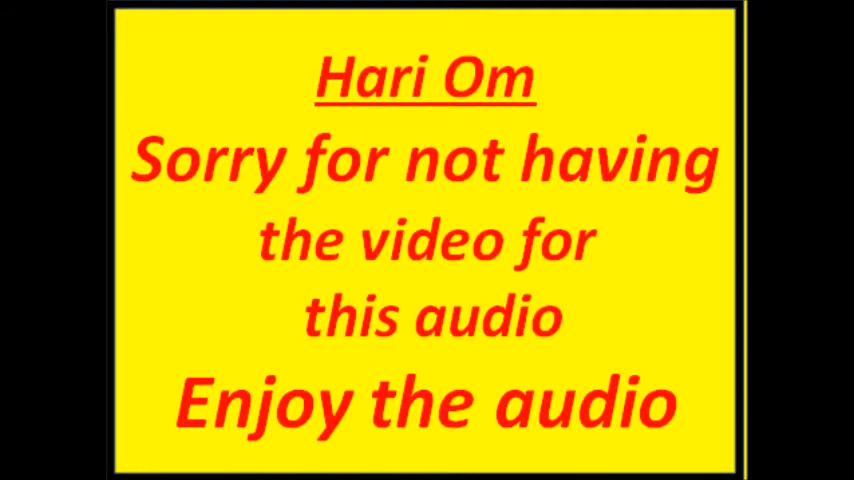 Hari Om
Sorry for not having
the video for
this audio
Enjoy the audio